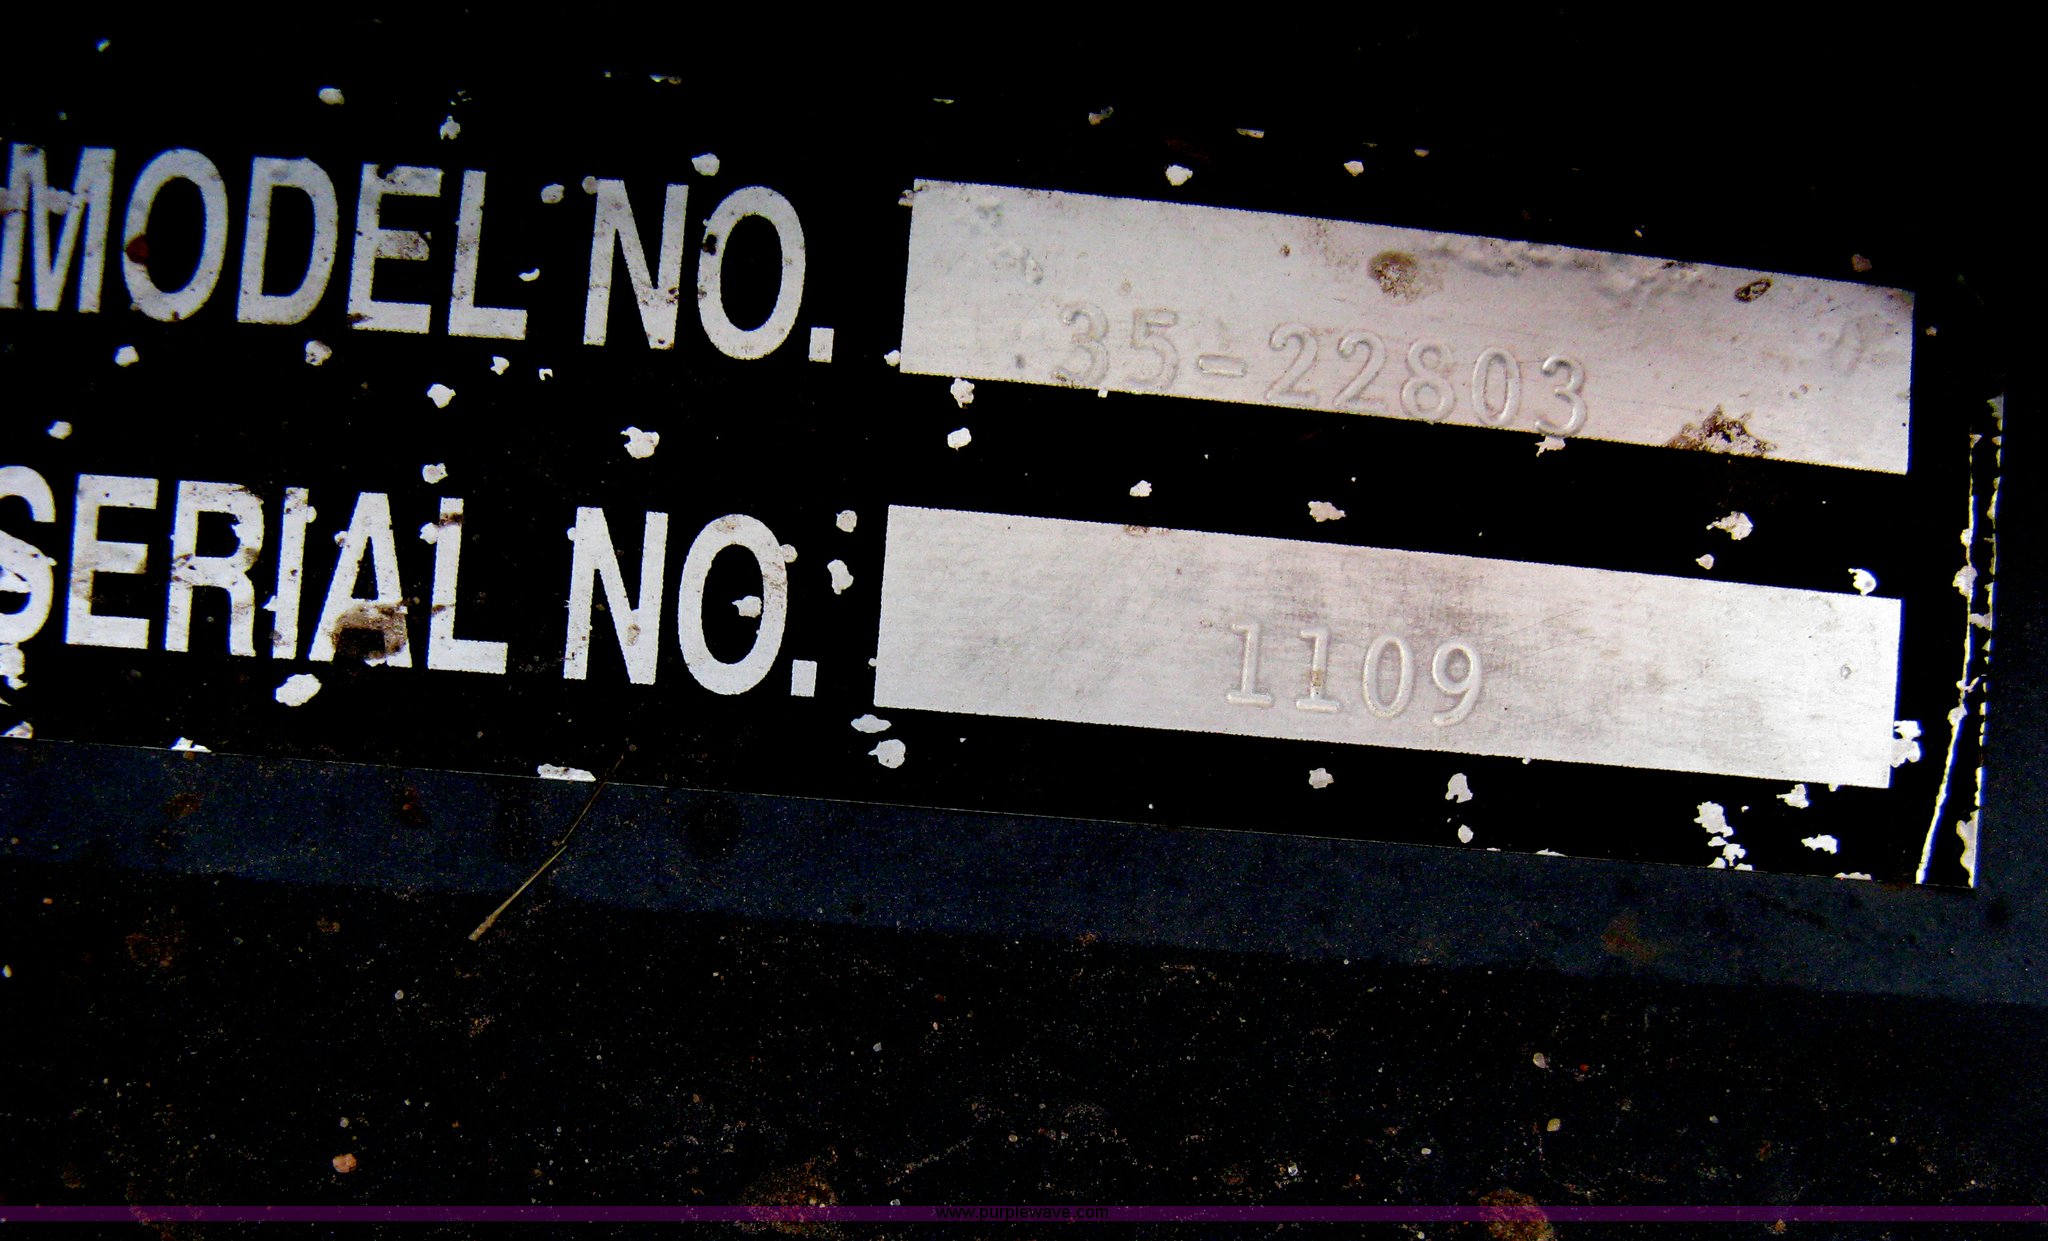 MODEL NO. 35-22803
SERIAL NO. 1109
www.purplewave.com